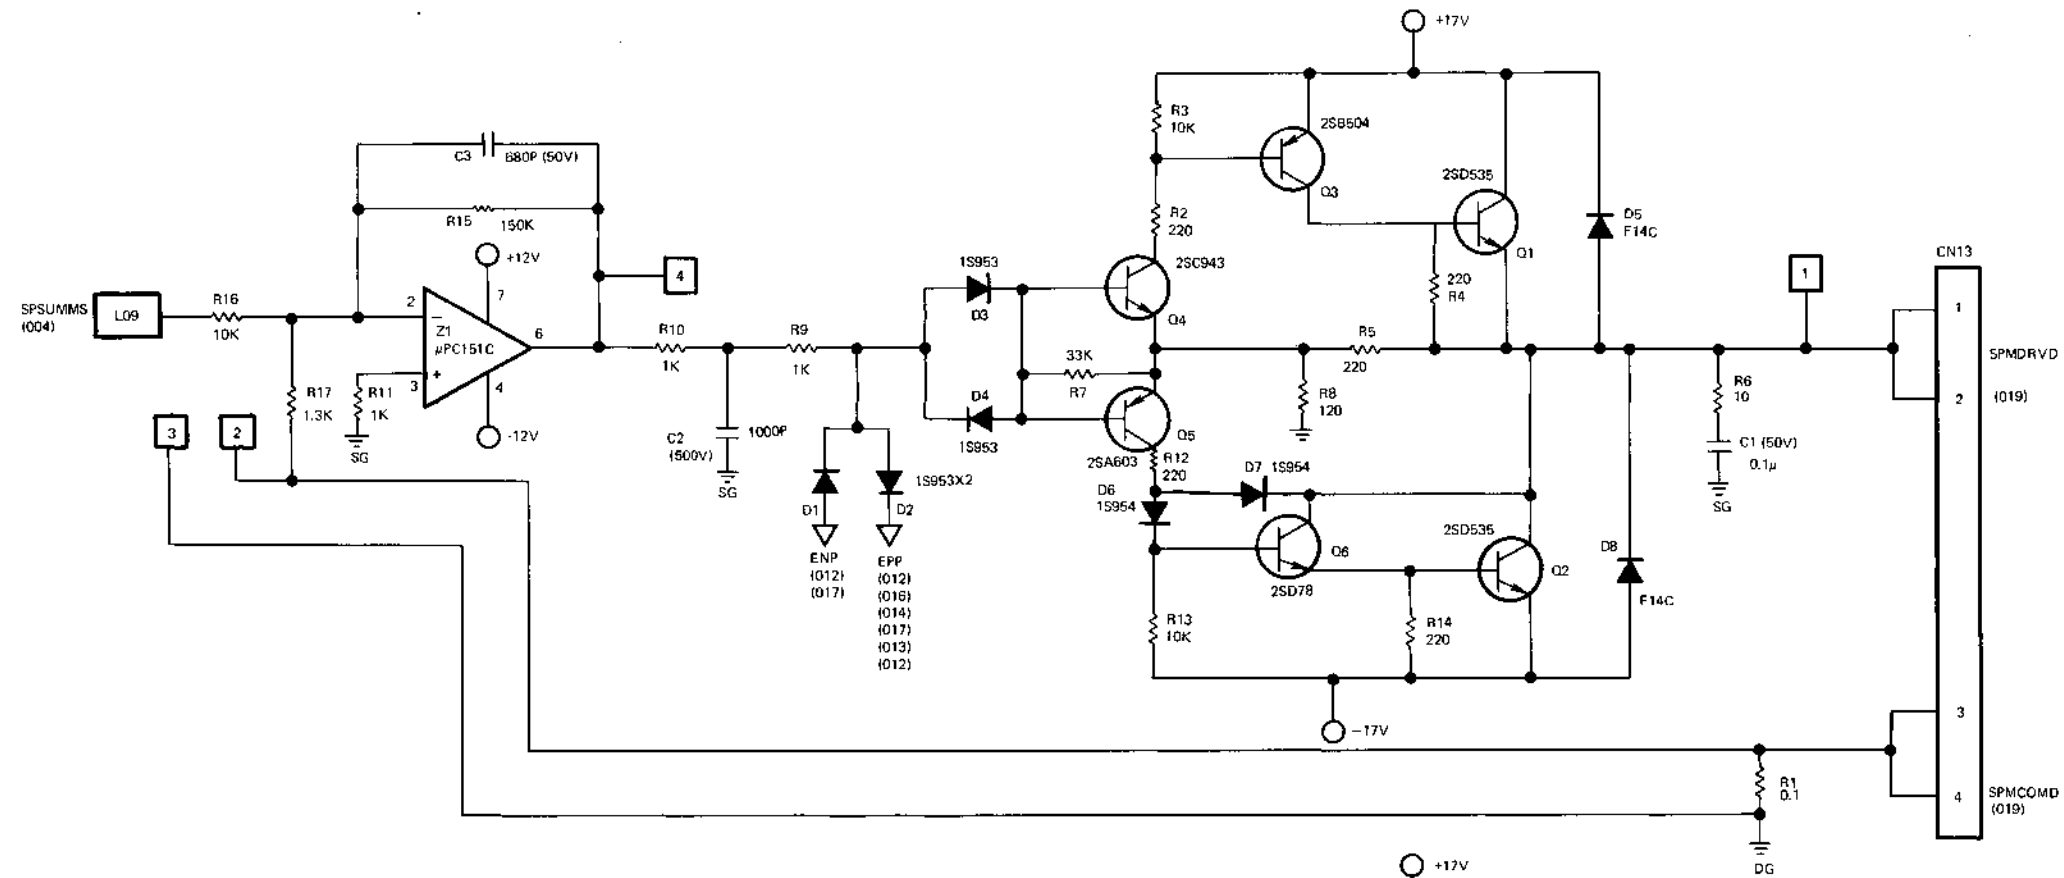 +17V
R3
10K
2SB504
C3
680P (50V)
Q3
2SD535
R15
150K
R2
220
D5
F14C
+12V
Q1
CN13
1S953
2SC943
4
220
R4
1
SPSUMMS
(004)
L09
R16
10K
2
7
Z1
µPC151C
6
D3
Q4
1
R10
1K
R9
1K
R5
220
33K
R7
SPMDRVD
(019)
3
4
R17
1.3K
R11
1K
D4
1S953
R8
120
R6
10
2
3
2
-12V
SG
C2
(500V)
1000P
Q5
2SA603
R12
220
C1 (50V)
0.1µ
SG
1S953X2
D1
D2
D6
1S954
D7
1S954
SG
ENP
(012)
(017)
EPP
(012)
(016)
(014)
(017)
(013)
(012)
Q6
2SD78
2SD535
Q2
D8
F14C
R13
10K
R14
220
-17V
3
R1
0.1
4
SPMCOMD
(019)
DG
+17V